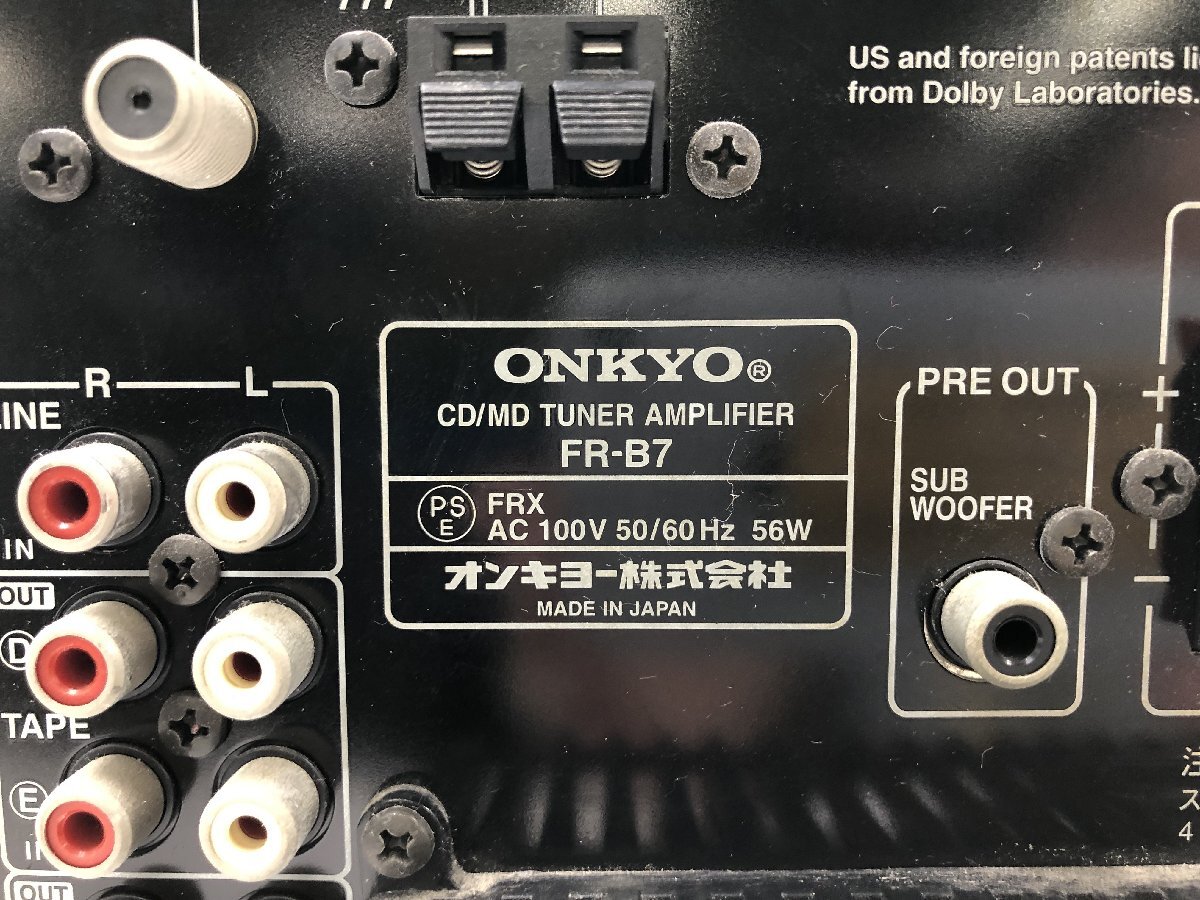 US and foreign patents
from Dolby Laboratories.
ONKYO®
CD/MD TUNER AMPLIFIER
FR-B7
PSE
FRX
AC 100V 50/60Hz 56W
オンキヨー株式会社
MADE IN JAPAN
R L
LINE
IN
OUT
D
TAPE
E
IN
OUT
PRE OUT
SUB
WOOFER
+
−
注
ス
4